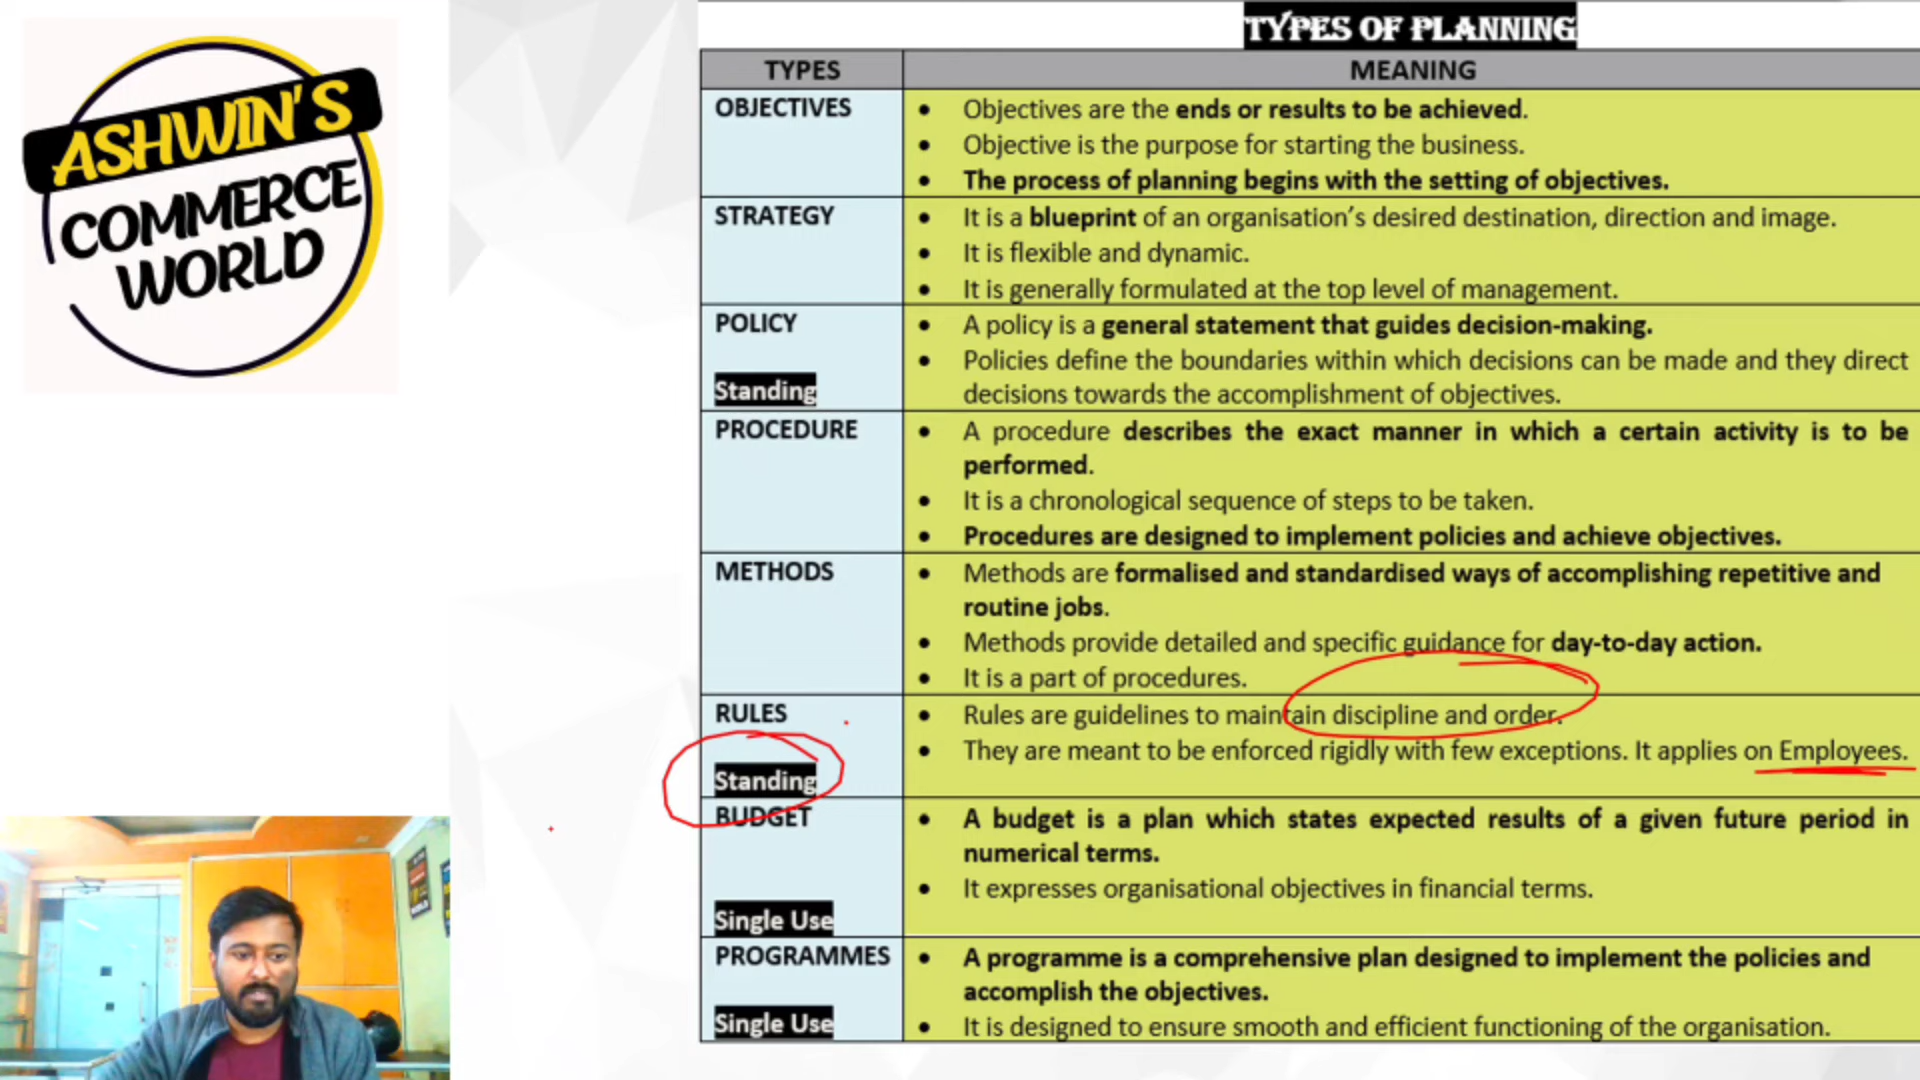 ASHWIN'S
COMMERCE
WORLD
TYPES OF PLANNING
TYPES
MEANING
OBJECTIVES
• Objectives are the ends or results to be achieved.
• Objective is the purpose for starting the business.
• The process of planning begins with the setting of objectives.
STRATEGY
• It is a blueprint of an organisation's desired destination, direction and image.
• It is flexible and dynamic.
• It is generally formulated at the top level of management.
POLICY
Standing
• A policy is a general statement that guides decision-making.
• Policies define the boundaries within which decisions can be made and they direct
decisions towards the accomplishment of objectives.
PROCEDURE
• A procedure describes the exact manner in which a certain activity is to be
performed.
• It is a chronological sequence of steps to be taken.
• Procedures are designed to implement policies and achieve objectives.
METHODS
• Methods are formalised and standardised ways of accomplishing repetitive and
routine jobs.
• Methods provide detailed and specific guidance for day-to-day action.
• It is a part of procedures.
RULES
Standing
• Rules are guidelines to maintain discipline and order.
• They are meant to be enforced rigidly with few exceptions. It applies on Employees.
BUDGET
Single Use
• A budget is a plan which states expected results of a given future period in
numerical terms.
• It expresses organisational objectives in financial terms.
PROGRAMMES
Single Use
• A programme is a comprehensive plan designed to implement the policies and
accomplish the objectives.
• It is designed to ensure smooth and efficient functioning of the organisation.